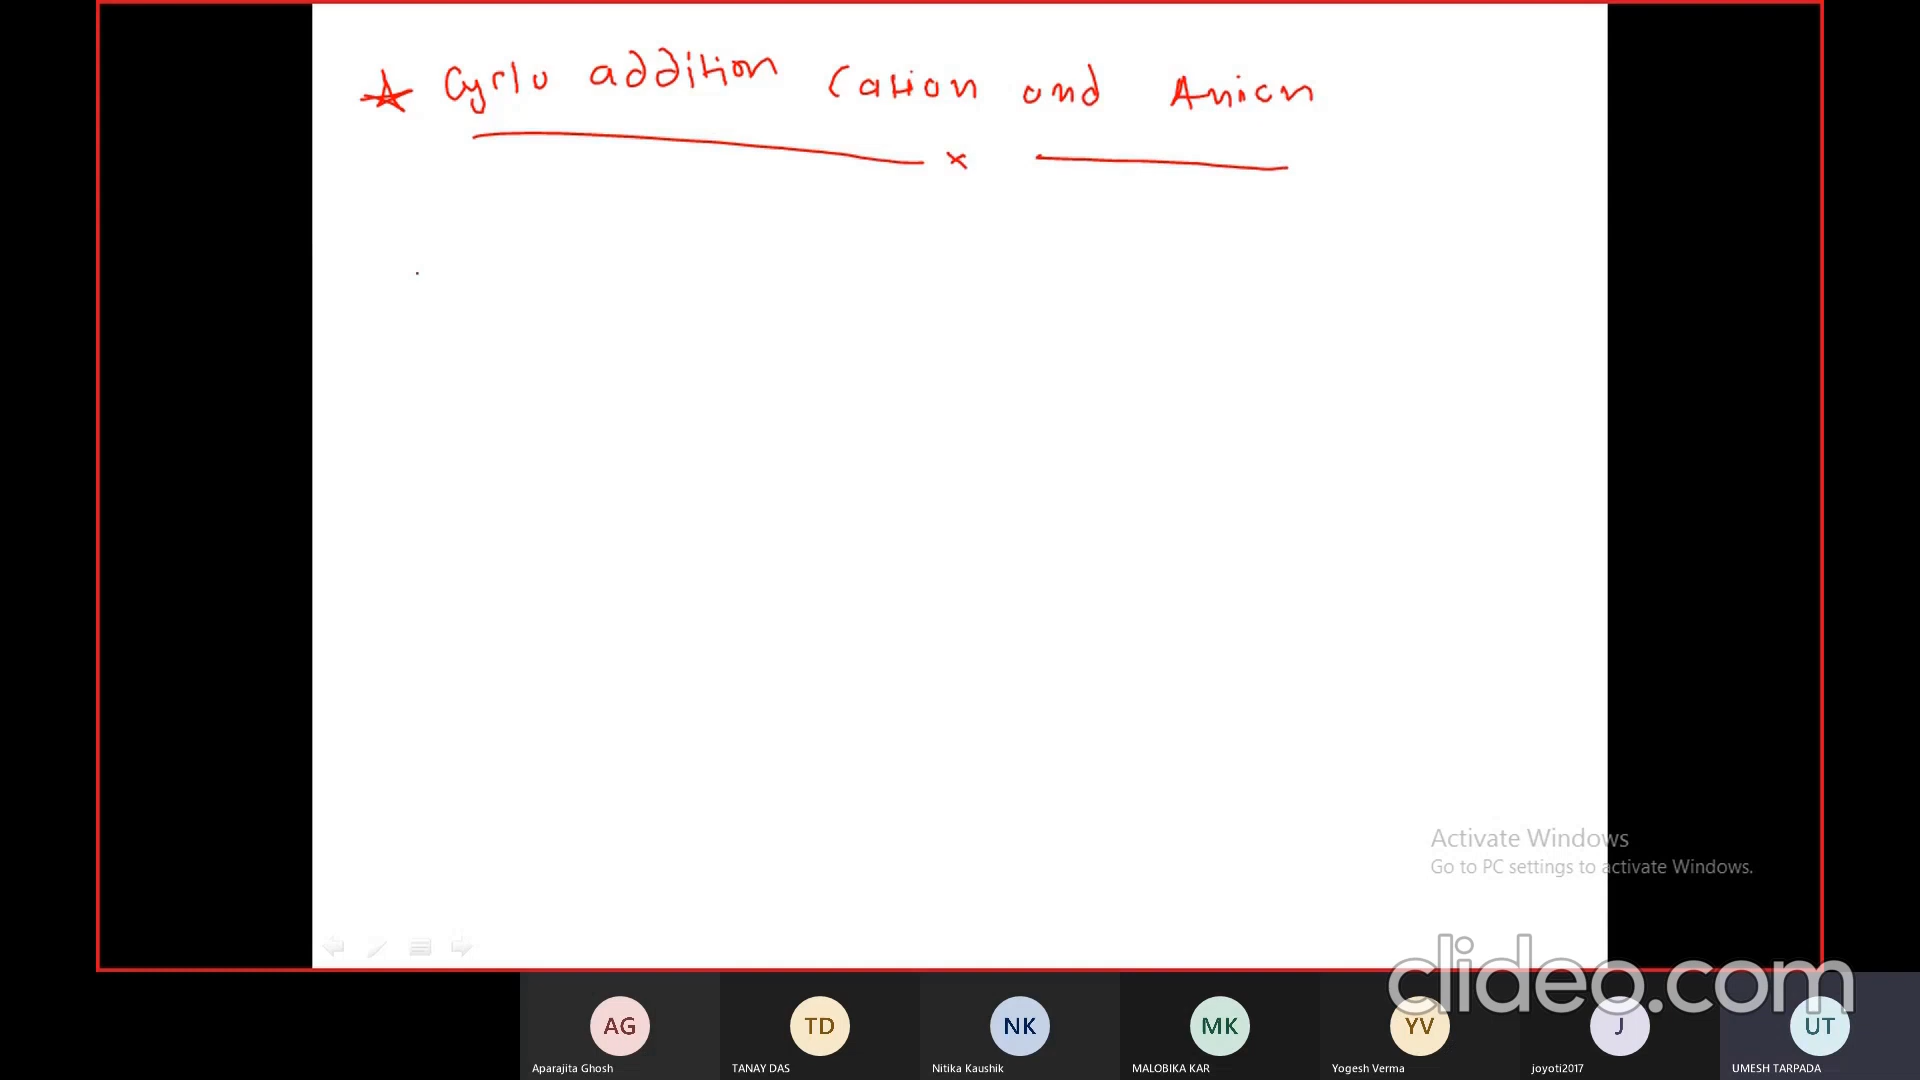 Cyclo addition Cation and Anion
Activate Windows
Go to PC settings to activate Windows.
clideo.com
AG TD NK MK YV J UT
Aparajita Ghosh TANAY DAS Nitika Kaushik MALOBIKA KAR Yogesh Verma joyoti2017 UMESH TARPADA